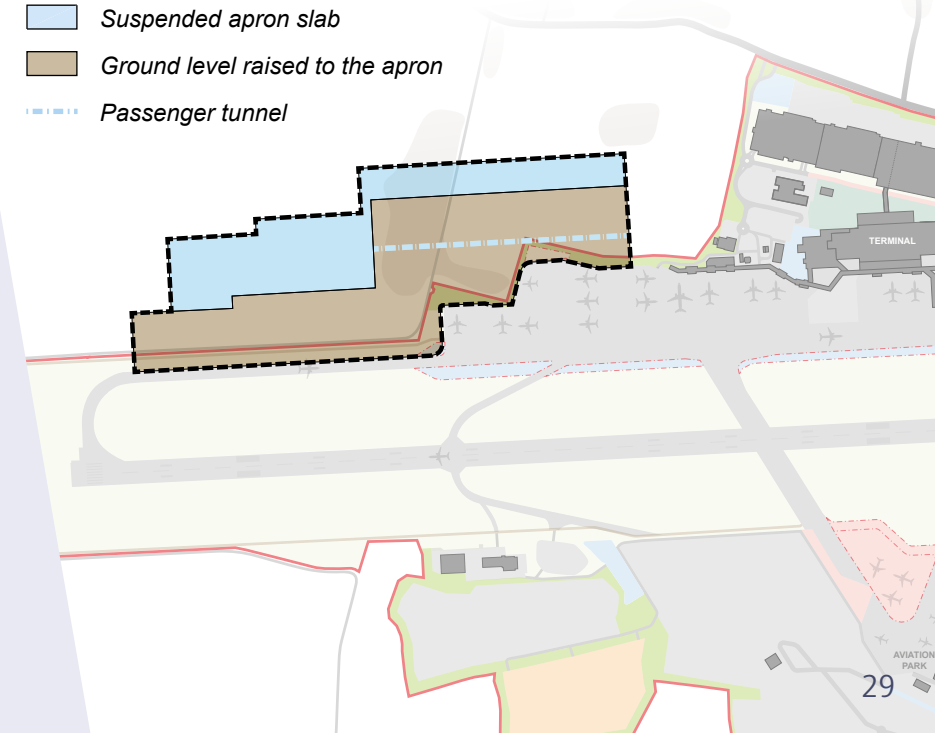 Suspended apron slab
Ground level raised to the apron
Passenger tunnel
TERMINAL
AVIATION
PARK
29